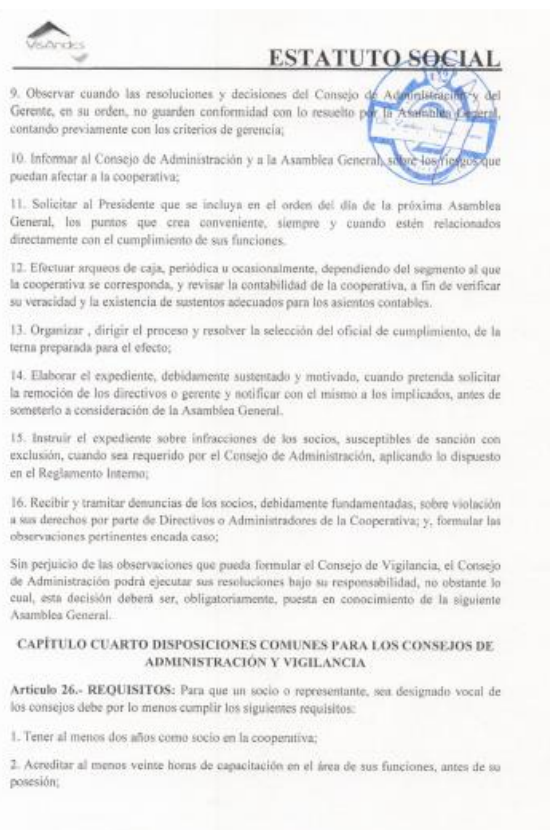 VisAndes
ESTATUTO SOCIAL
9. Observar cuando las resoluciones y decisiones del Consejo de Administración y del
Gerente, en su orden, no guarden conformidad con lo resuelto por la Asamblea General,
contando previamente con los criterios de gerencia;
10. Informar al Consejo de Administración y a la Asamblea General, sobre los riesgos que
puedan afectar a la cooperativa;
11. Solicitar al Presidente que se incluya en el orden del día de la próxima Asamblea
General, los puntos que crea conveniente, siempre y cuando estén relacionados
directamente con el cumplimiento de sus funciones.
12. Efectuar arqueos de caja, periódica u ocasionalmente, dependiendo del segmento al que
la cooperativa se corresponda, y revisar la contabilidad de la cooperativa, a fin de verificar
su veracidad y la existencia de sustentos adecuados para los asientos contables.
13. Organizar , dirigir el proceso y resolver la selección del oficial de cumplimiento, de la
terna preparada para el efecto;
14. Elaborar el expediente, debidamente sustentado y motivado, cuando pretenda solicitar
la remoción de los directivos o gerente y notificar con el mismo a los implicados, antes de
someterlo a consideración de la Asamblea General.
15. Instruir el expediente sobre infracciones de los socios, susceptibles de sanción con
exclusión, cuando sea requerido por el Consejo de Administración, aplicando lo dispuesto
en el Reglamento Interno;
16. Recibir y tramitar denuncias de los socios, debidamente fundamentadas, sobre violación
a sus derechos por parte de Directivos o Administradores de la Cooperativa; y, formular las
observaciones pertinentes encada caso;
Sin perjuicio de las observaciones que pueda formular el Consejo de Vigilancia, el Consejo
de Administración podrá ejecutar sus resoluciones bajo su responsabilidad, no obstante lo
cual, esta decisión deberá ser, obligatoriamente, puesta en conocimiento de la siguiente
Asamblea General.
CAPÍTULO CUARTO DISPOSICIONES COMUNES PARA LOS CONSEJOS DE
ADMINISTRACIÓN Y VIGILANCIA
Artículo 26.- REQUISITOS: Para que un socio o representante, sea designado vocal de
los consejos debe por lo menos cumplir los siguientes requisitos:
1. Tener al menos dos años como socio en la cooperativa;
2. Acreditar al menos veinte horas de capacitación en el área de sus funciones, antes de su
posesión;